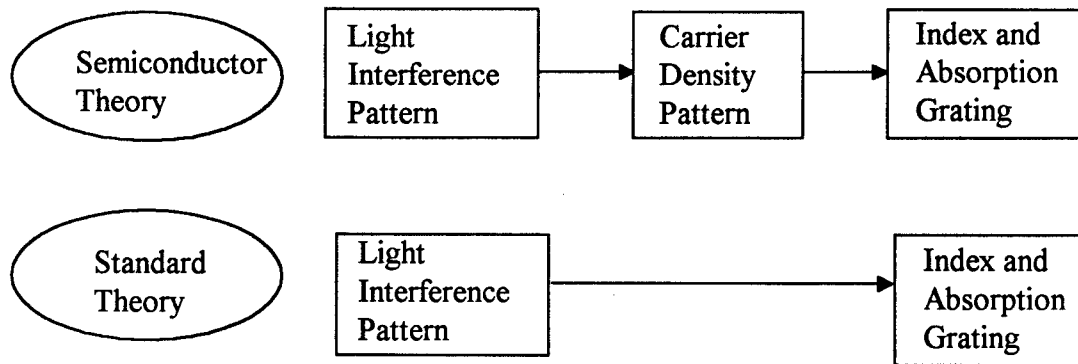 Semiconductor
Theory
Light
Interference
Pattern
Carrier
Density
Pattern
Index and
Absorption
Grating
Standard
Theory
Light
Interference
Pattern
Index and
Absorption
Grating